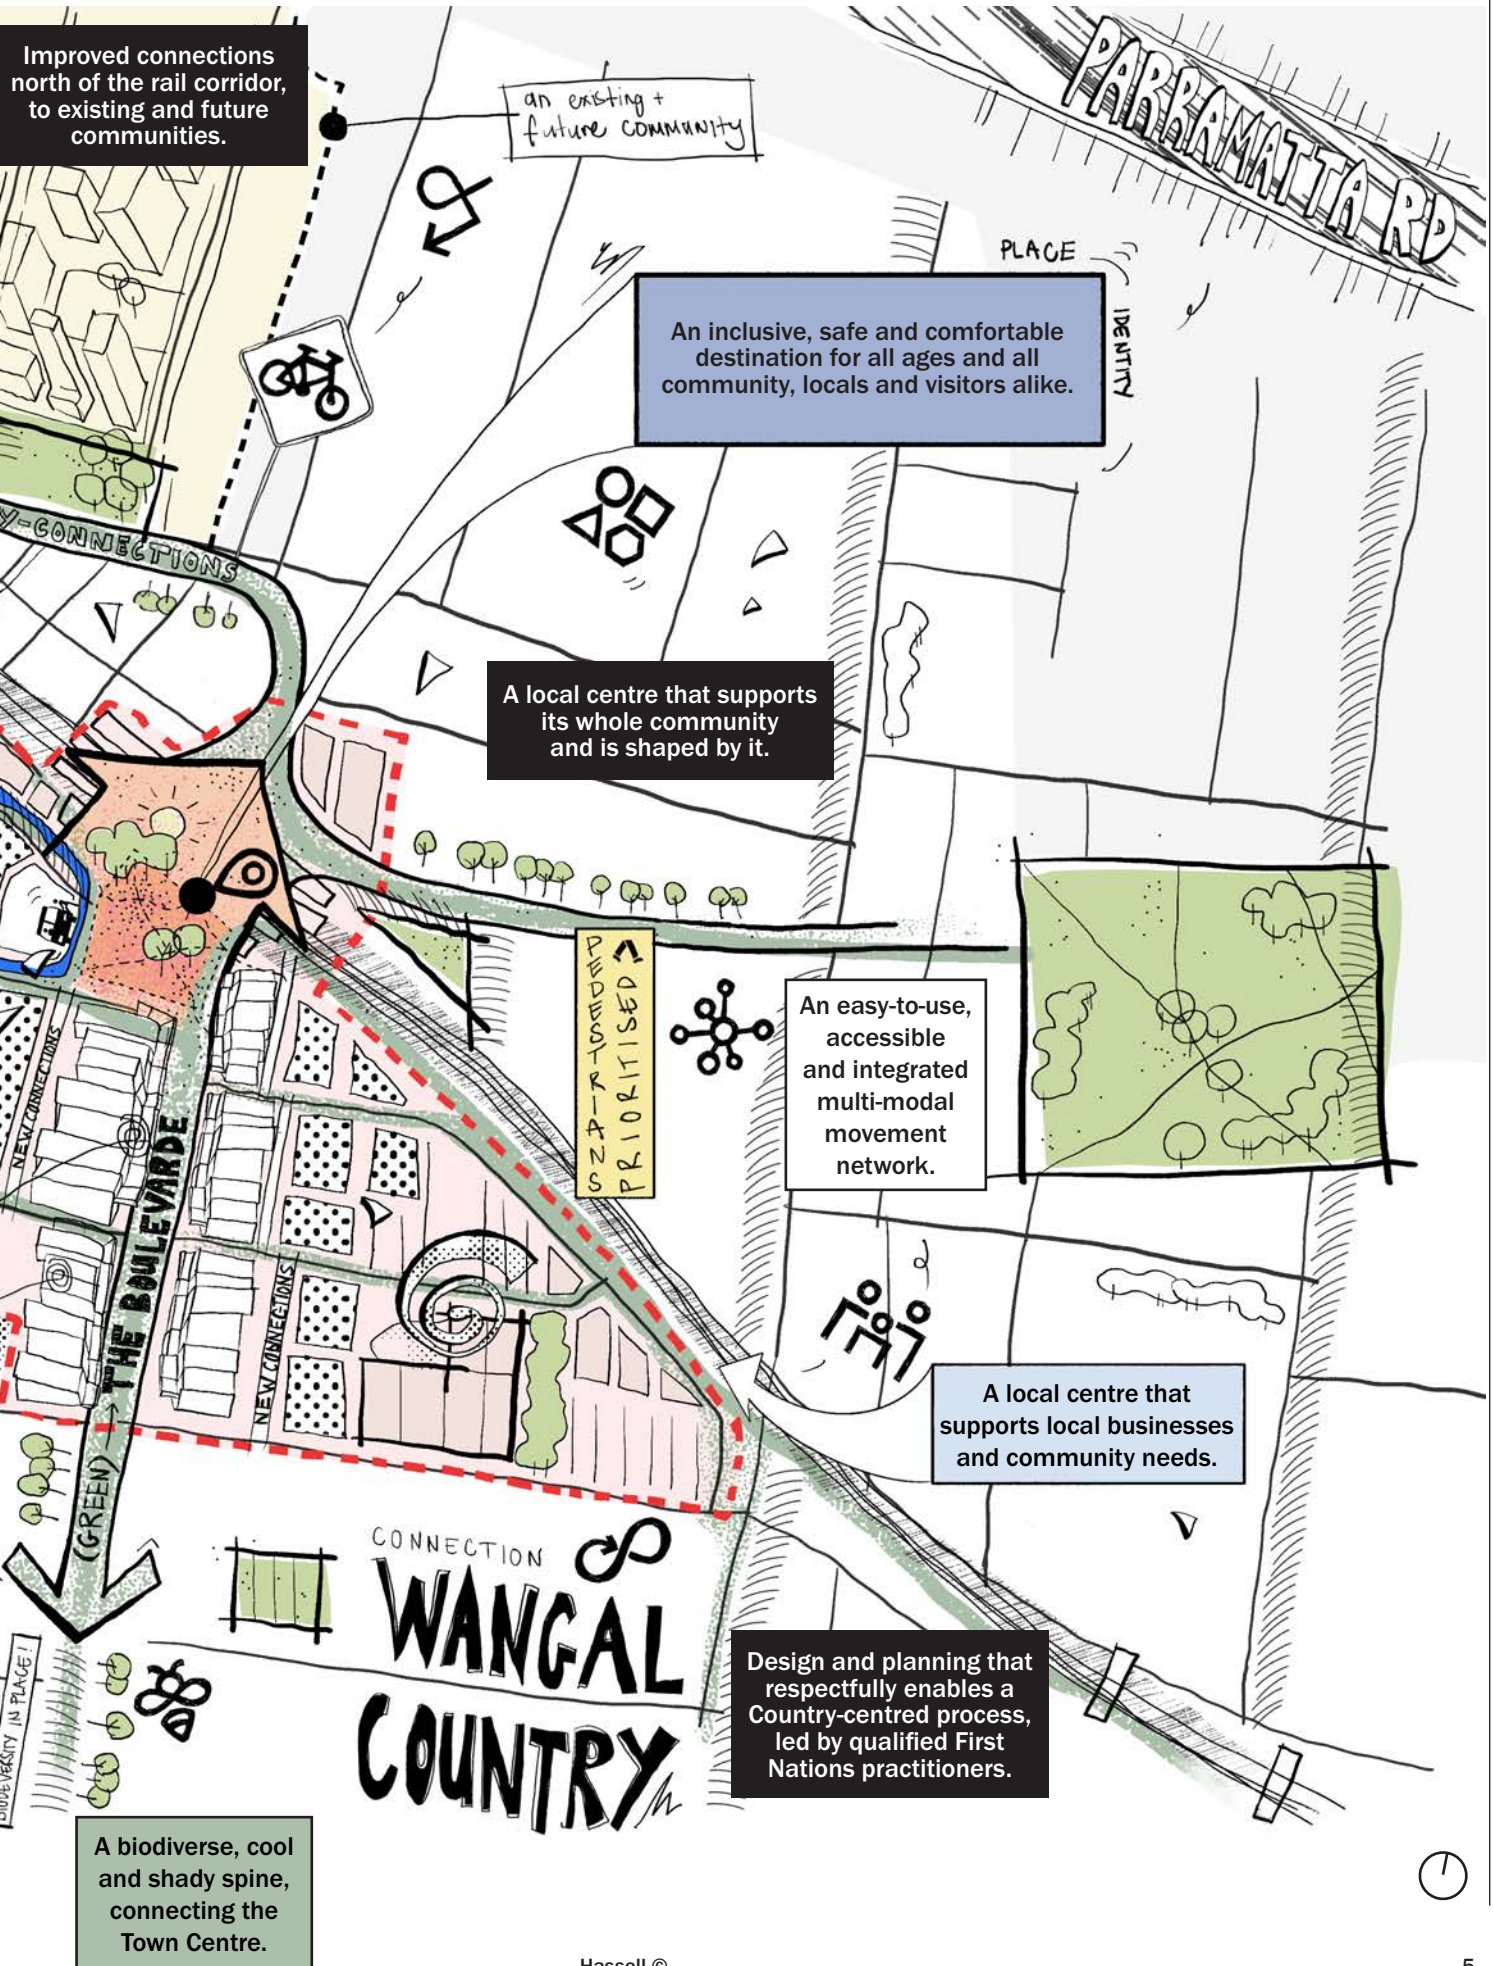 Improved connections
north of the rail corridor,
to existing and future
communities.
an existing +
future COMMUNITY
PARRAMATTA RD
PLACE
IDENTITY
An inclusive, safe and comfortable
destination for all ages and all
community, locals and visitors alike.
Y-CONNECTIONS
A local centre that supports
its whole community
and is shaped by it.
PEDESTRIANS
PRIORITISED
An easy-to-use,
accessible
and integrated
multi-modal
movement
network.
NEW CONNECTIONS
THE BOULEVARDE
(GREEN)
NEW CONNECTIONS
A local centre that
supports local businesses
and community needs.
CONNECTION
WANGAL
COUNTRY
Design and planning that
respectfully enables a
Country-centred process,
led by qualified First
Nations practitioners.
BIODIVERSITY IN PLACE!
A biodiverse, cool
and shady spine,
connecting the
Town Centre.
Hassell ©
5